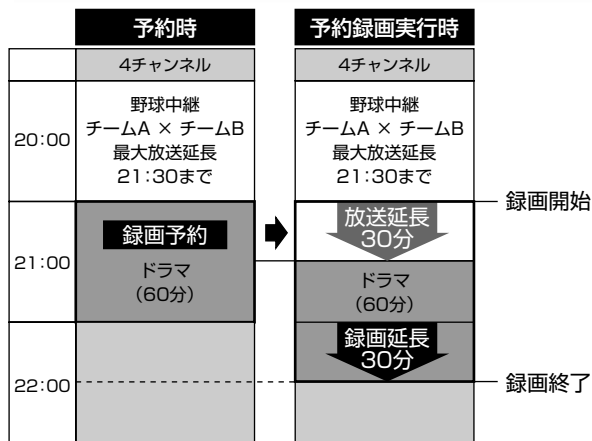 予約時
4チャンネル
20:00
野球中継
チームA × チームB
最大放送延長
21:30まで
21:00
録画予約
ドラマ
(60分)
22:00
予約録画実行時
4チャンネル
野球中継
チームA × チームB
最大放送延長
21:30まで
録画開始
放送延長
30分
ドラマ
(60分)
録画延長
30分
録画終了